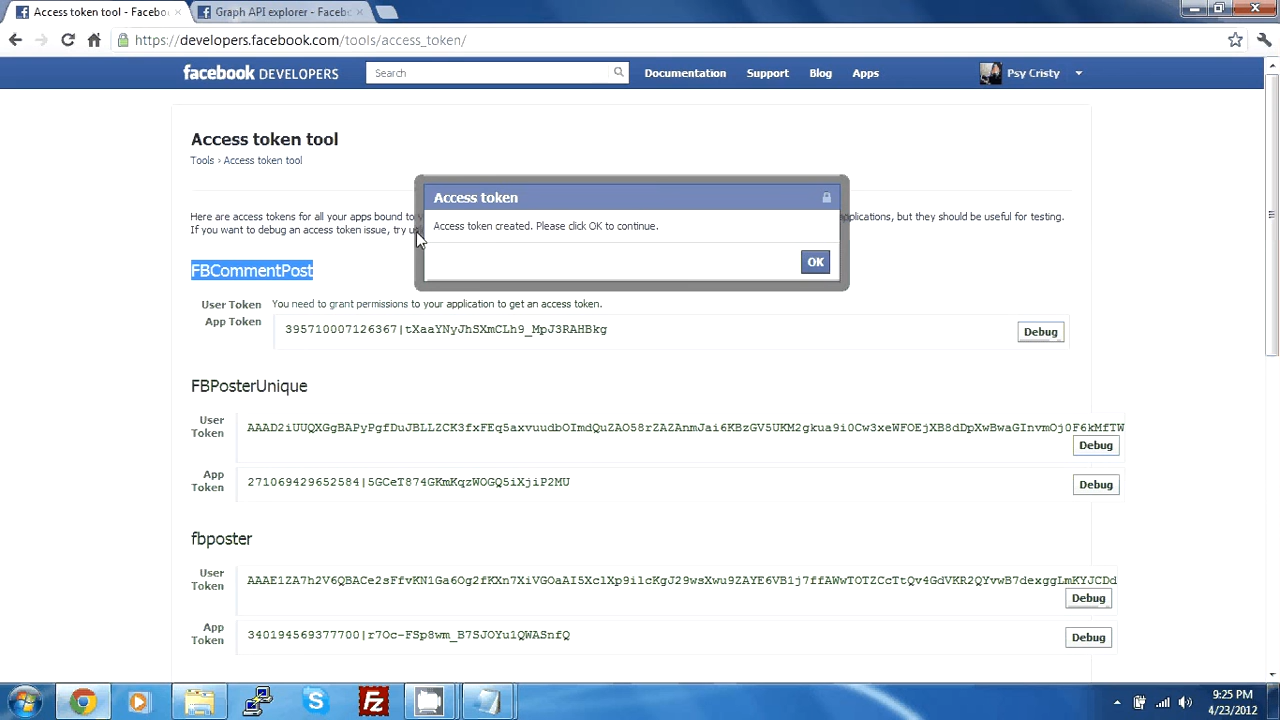 Access token tool - Facebo
Graph API explorer - Facebo
https://developers.facebook.com/tools/access_token/
facebook DEVELOPERS
Search
Documentation
Support
Blog
Apps
Psy Cristy
Access token tool
Tools › Access token tool
Here are access tokens for all your apps bound to
applications, but they should be useful for testing.
If you want to debug an access token issue, try
Access token
Access token created. Please click OK to continue.
OK
FBCommentPost
User Token
You need to grant permissions to your application to get an access token.
App Token
395710007126367|tXaaYNyJhSXmCLh9_MpJ3RAHBkg
Debug
FBPosterUnique
User
Token
AAAD2iUUQXGgBAPyPgfDuJBLLZCK3fxFEq5axvuudbOImdQuZAO58rZAZAnmJai6KBzGV5UKM2gkua9i0Cw3xeWFOEjXB8dDpXwBwaGInvmOj0F6kMfTW
Debug
App
Token
271069429652584|5GCeT874GKmKqzWOGQ5iXjiP2MU
Debug
fbposter
User
Token
AAAE1ZA7h2V6QBACe2sFfvKN1Ga6Og2fKXn7XiVGOaAI5XclXp9ilcKgJ29wsXwu9ZAYE6VB1j7ffAWwTOTZCcTtQv4GdVKR2QYvwB7dexggLmKYJCDd
Debug
App
Token
340194569377700|r7Oc-FSp8wm_B7SJOYu1QWASnfQ
Debug
9:25 PM
4/23/2012